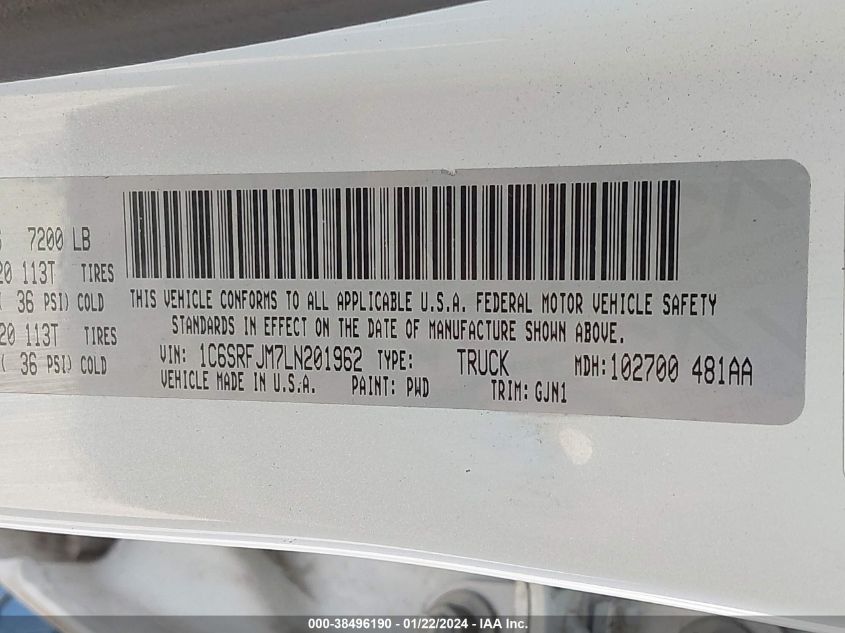 7200 LB
20 113T TIRES
36 PSI) COLD
20 113T TIRES
36 PSI) COLD
THIS VEHICLE CONFORMS TO ALL APPLICABLE U.S.A. FEDERAL MOTOR VEHICLE SAFETY
STANDARDS IN EFFECT ON THE DATE OF MANUFACTURE SHOWN ABOVE.
VIN: 1C6SRFJM7LN201962 TYPE: TRUCK MDH: 102700 481AA
VEHICLE MADE IN U.S.A. PAINT: PWD TRIM: GJN1
000-38496190 - 01/22/2024 - IAA Inc.